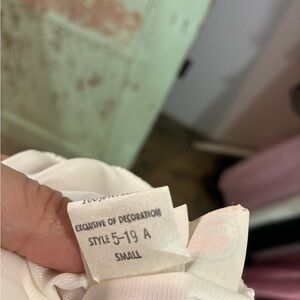 EXCLUSIVE OF DECORATION
STYLE 5-19 A
SMALL